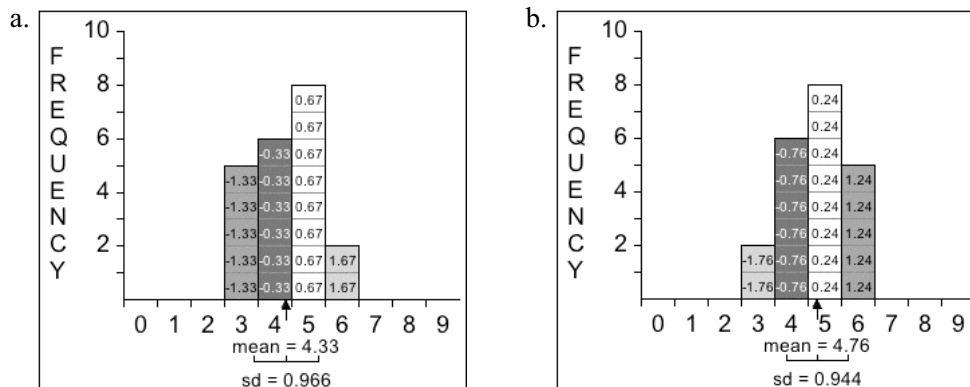 a.
FREQUENCY
10
8
6
4
2
0.67
0.67
-0.33 0.67
-1.33 -0.33 0.67
-1.33 -0.33 0.67
-1.33 -0.33 0.67
-1.33 -0.33 0.67 1.67
-1.33 -0.33 0.67 1.67
0 1 2 3 4 5 6 7 8 9
mean = 4.33
sd = 0.966
b.
FREQUENCY
10
8
6
4
2
0.24
0.24
-0.76 0.24
-0.76 0.24 1.24
-0.76 0.24 1.24
-0.76 0.24 1.24
-1.76 -0.76 0.24 1.24
-1.76 -0.76 0.24 1.24
0 1 2 3 4 5 6 7 8 9
mean = 4.76
sd = 0.944